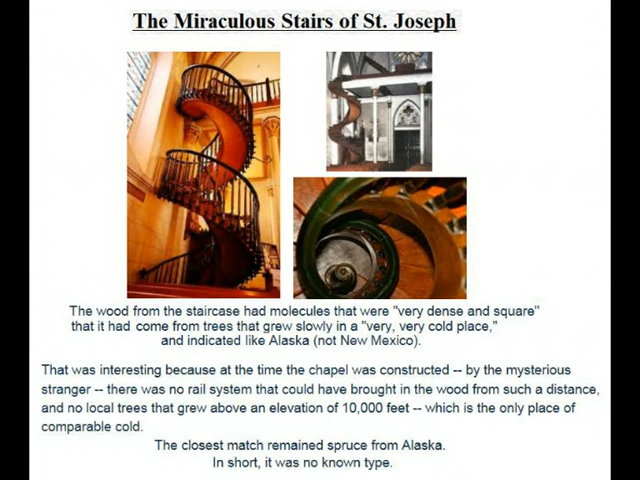 The Miraculous Stairs of St. Joseph
The wood from the staircase had molecules that were "very dense and square"
that it had come from trees that grew slowly in a "very, very cold place,"
and indicated like Alaska (not New Mexico).
That was interesting because at the time the chapel was constructed -- by the mysterious
stranger -- there was no rail system that could have brought in the wood from such a distance,
and no local trees that grew above an elevation of 10,000 feet -- which is the only place of
comparable cold.
The closest match remained spruce from Alaska.
In short, it was no known type.